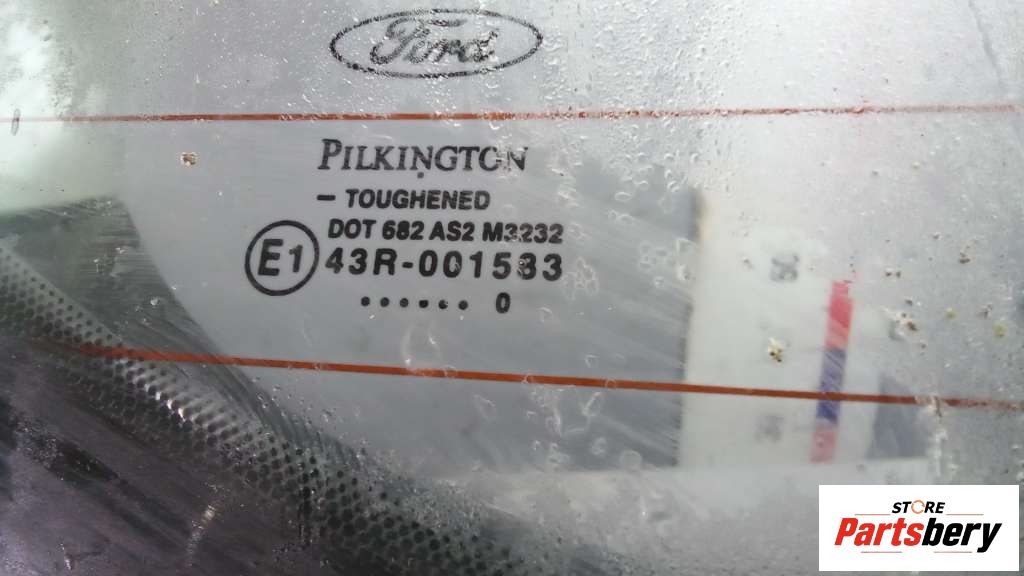 Ford
PILKINGTON
– TOUGHENED
DOT 682 AS2 M3232
E1 43R-001583
...... 0
STORE
Partsbery